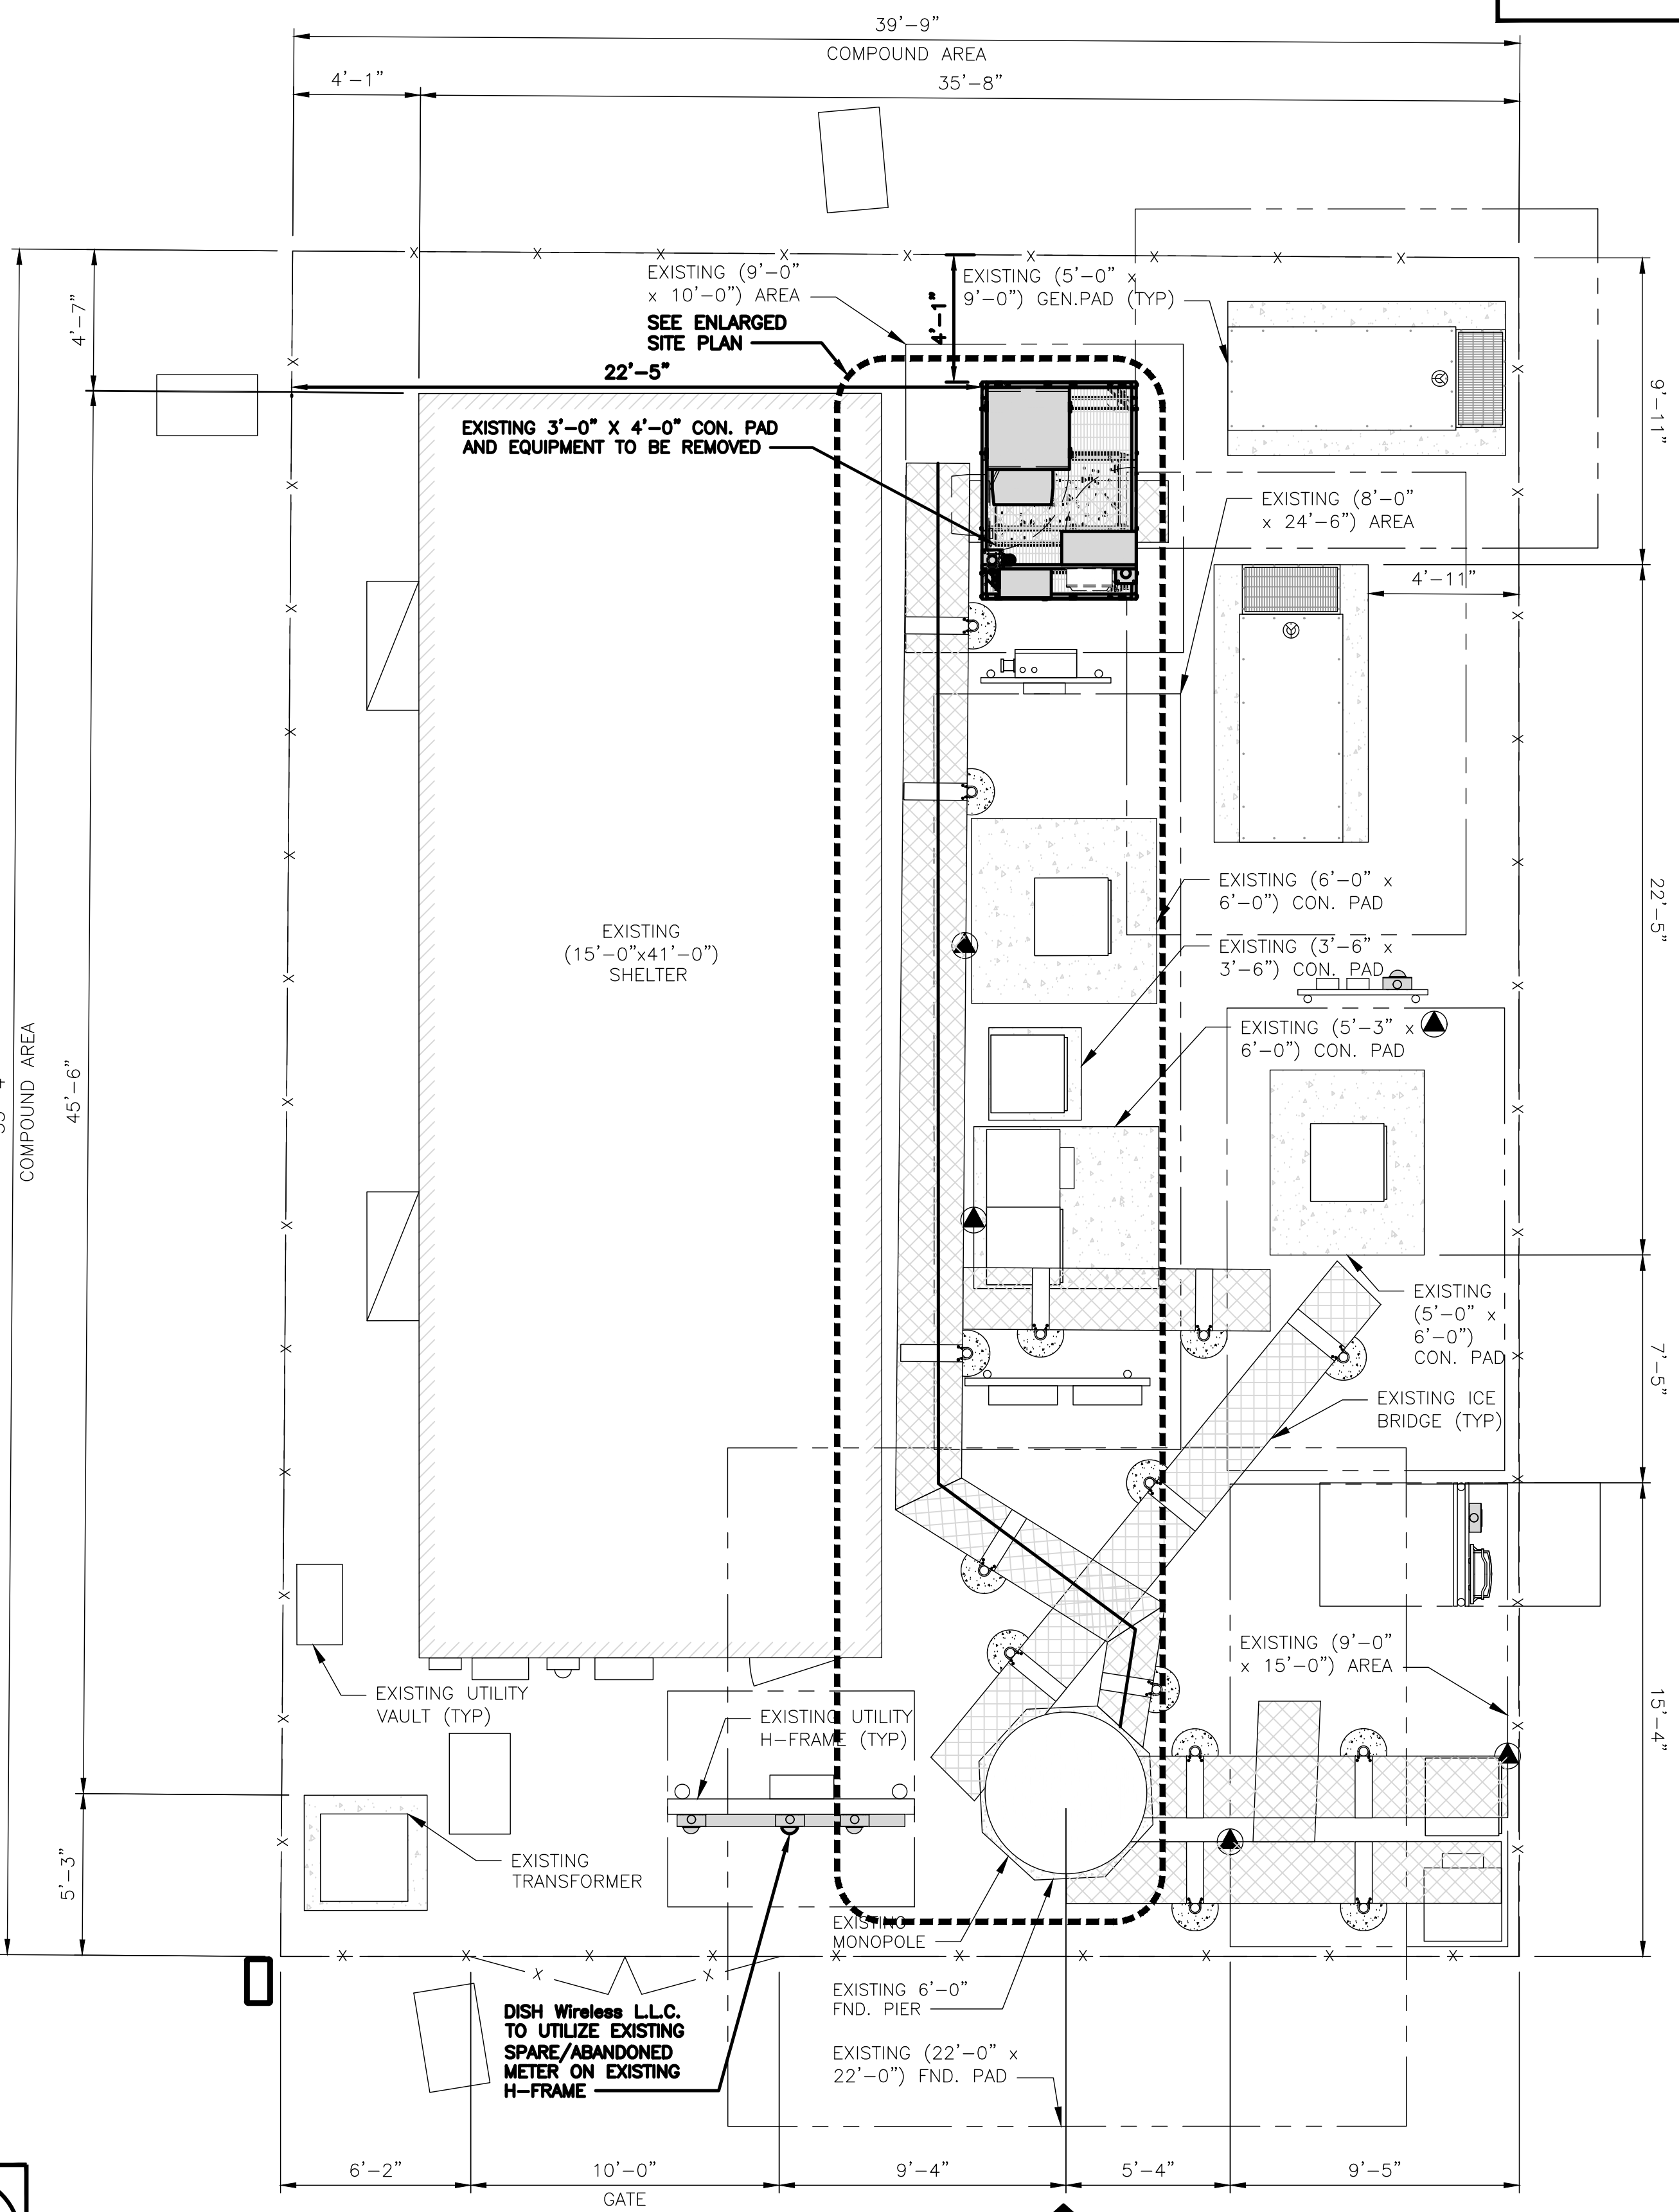 39'-9"
COMPOUND AREA
4'-1"
35'-8"
EXISTING (9'-0"
x 10'-0") AREA
SEE ENLARGED
SITE PLAN
4'-1"
EXISTING (5'-0" x
9'-0") GEN.PAD (TYP)
4'-7"
22'-5"
EXISTING 3'-0" X 4'-0" CON. PAD
AND EQUIPMENT TO BE REMOVED
9'-11"
EXISTING (8'-0"
x 24'-6") AREA
4'-11"
EXISTING (6'-0" x
6'-0") CON. PAD
22'-5"
EXISTING
(15'-0"x41'-0")
SHELTER
EXISTING (3'-6" x
3'-6") CON. PAD
EXISTING (5'-3" x
6'-0") CON. PAD
COMPOUND AREA
45'-6"
EXISTING
(5'-0" x
6'-0")
CON. PAD
7'-5"
EXISTING ICE
BRIDGE (TYP)
EXISTING (9'-0"
x 15'-0") AREA
15'-4"
EXISTING UTILITY
VAULT (TYP)
EXISTING UTILITY
H-FRAME (TYP)
5'-3"
EXISTING
TRANSFORMER
EXISTING
MONOPOLE
EXISTING 6'-0"
FND. PIER
DISH Wireless L.L.C.
TO UTILIZE EXISTING
SPARE/ABANDONED
METER ON EXISTING
H-FRAME
EXISTING (22'-0" x
22'-0") FND. PAD
6'-2"
10'-0"
GATE
9'-4"
5'-4"
9'-5"